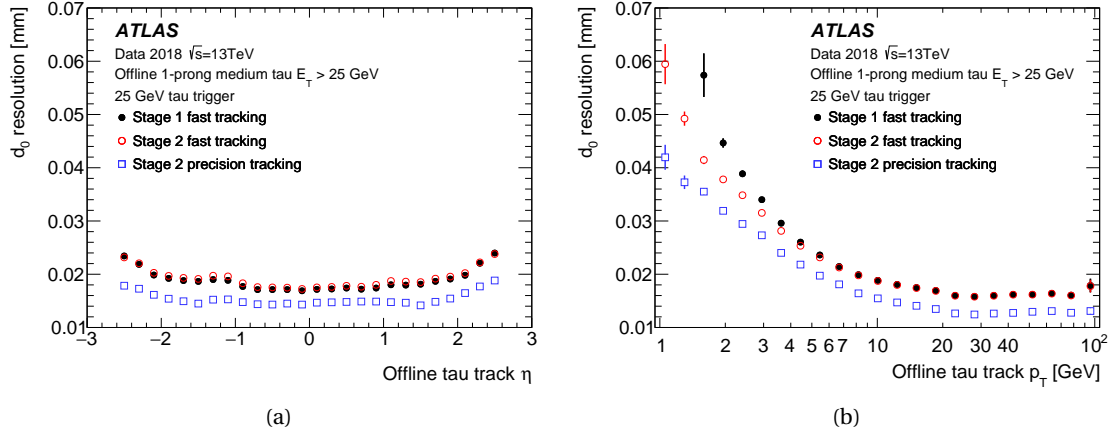 ATLAS
Data 2018 √s=13TeV
Offline 1-prong medium tau E_T > 25 GeV
25 GeV tau trigger
Stage 1 fast tracking
Stage 2 fast tracking
Stage 2 precision tracking
d₀ resolution [mm]
0.07
0.06
0.05
0.04
0.03
0.02
0.01
−3 −2 −1 0 1 2 3
Offline tau track η
(a)
ATLAS
Data 2018 √s=13TeV
Offline 1-prong medium tau E_T > 25 GeV
25 GeV tau trigger
Stage 1 fast tracking
Stage 2 fast tracking
Stage 2 precision tracking
d₀ resolution [mm]
0.07
0.06
0.05
0.04
0.03
0.02
0.01
1 2 3 4 5 6 7 10 20 30 40 10²
Offline tau track p_T [GeV]
(b)